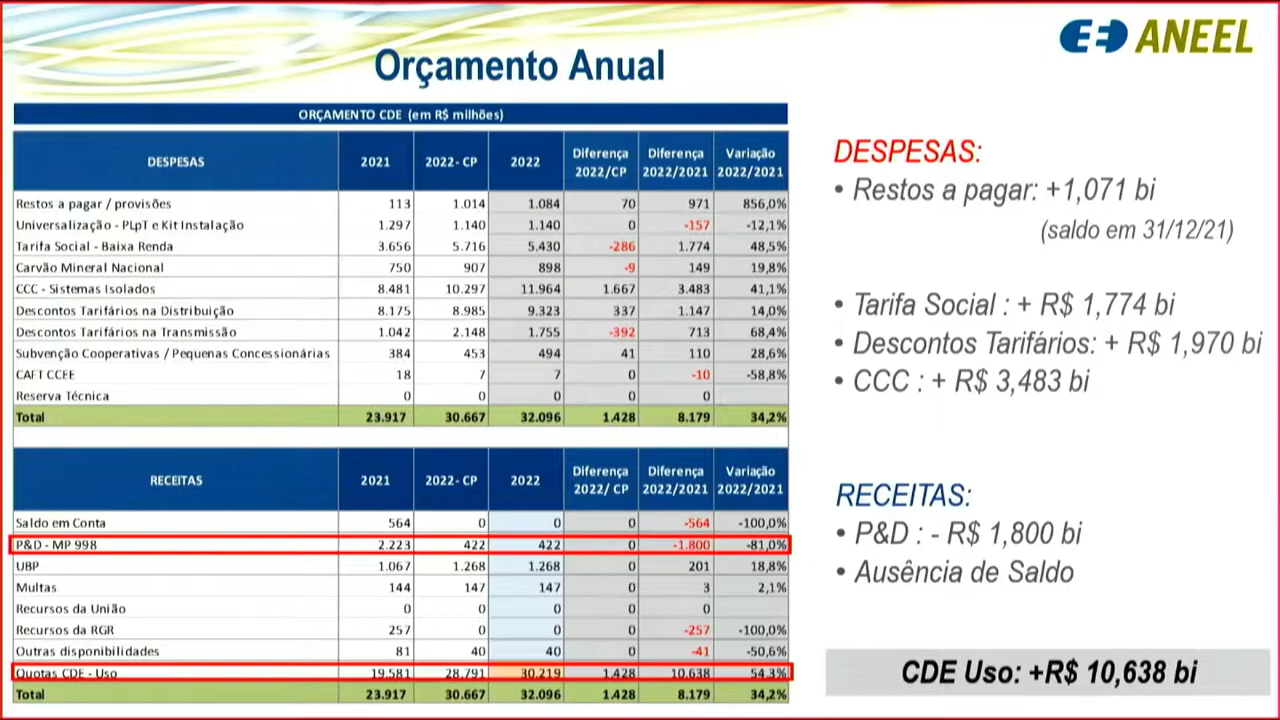 ANEEL
Orçamento Anual
ORÇAMENTO CDE (em R$ milhões)
DESPESAS 2021 2022- CP 2022 Diferença 2022/CP Diferença 2022/2021 Variação 2022/2021
Restos a pagar / provisões 113 1.014 1.084 70 971 856,0%
Universalização - PLpT e Kit Instalação 1.297 1.140 1.140 0 -157 -12,1%
Tarifa Social - Baixa Renda 3.656 5.716 5.430 -286 1.774 48,5%
Carvão Mineral Nacional 750 907 898 -9 149 19,8%
CCC - Sistemas Isolados 8.481 10.297 11.964 1.667 3.483 41,1%
Descontos Tarifários na Distribuição 8.175 8.985 9.323 337 1.147 14,0%
Descontos Tarifários na Transmissão 1.042 2.148 1.755 -392 713 68,4%
Subvenção Cooperativas / Pequenas Concessionárias 384 453 494 41 110 28,6%
CAFT CCEE 18 7 7 0 -10 -58,8%
Reserva Técnica 0 0 0 0 0
Total 23.917 30.667 32.096 1.428 8.179 34,2%
RECEITAS 2021 2022- CP 2022 Diferença 2022/ CP Diferença 2022/2021 Variação 2022/2021
Saldo em Conta 564 0 0 0 -564 -100,0%
P&D - MP 998 2.223 422 422 0 -1.800 -81,0%
UBP 1.067 1.268 1.268 0 201 18,8%
Multas 144 147 147 0 3 2,1%
Recursos da União 0 0 0 0 0
Recursos da RGR 257 0 0 0 -257 -100,0%
Outras disponibilidades 81 40 40 0 -41 -50,6%
Quotas CDE - Uso 19.581 28.791 30.219 1.428 10.638 54,3%
Total 23.917 30.667 32.096 1.428 8.179 34,2%
DESPESAS:
• Restos a pagar: +1,071 bi
(saldo em 31/12/21)
• Tarifa Social : + R$ 1,774 bi
• Descontos Tarifários: + R$ 1,970 bi
• CCC : + R$ 3,483 bi
RECEITAS:
• P&D : - R$ 1,800 bi
• Ausência de Saldo
CDE Uso: +R$ 10,638 bi